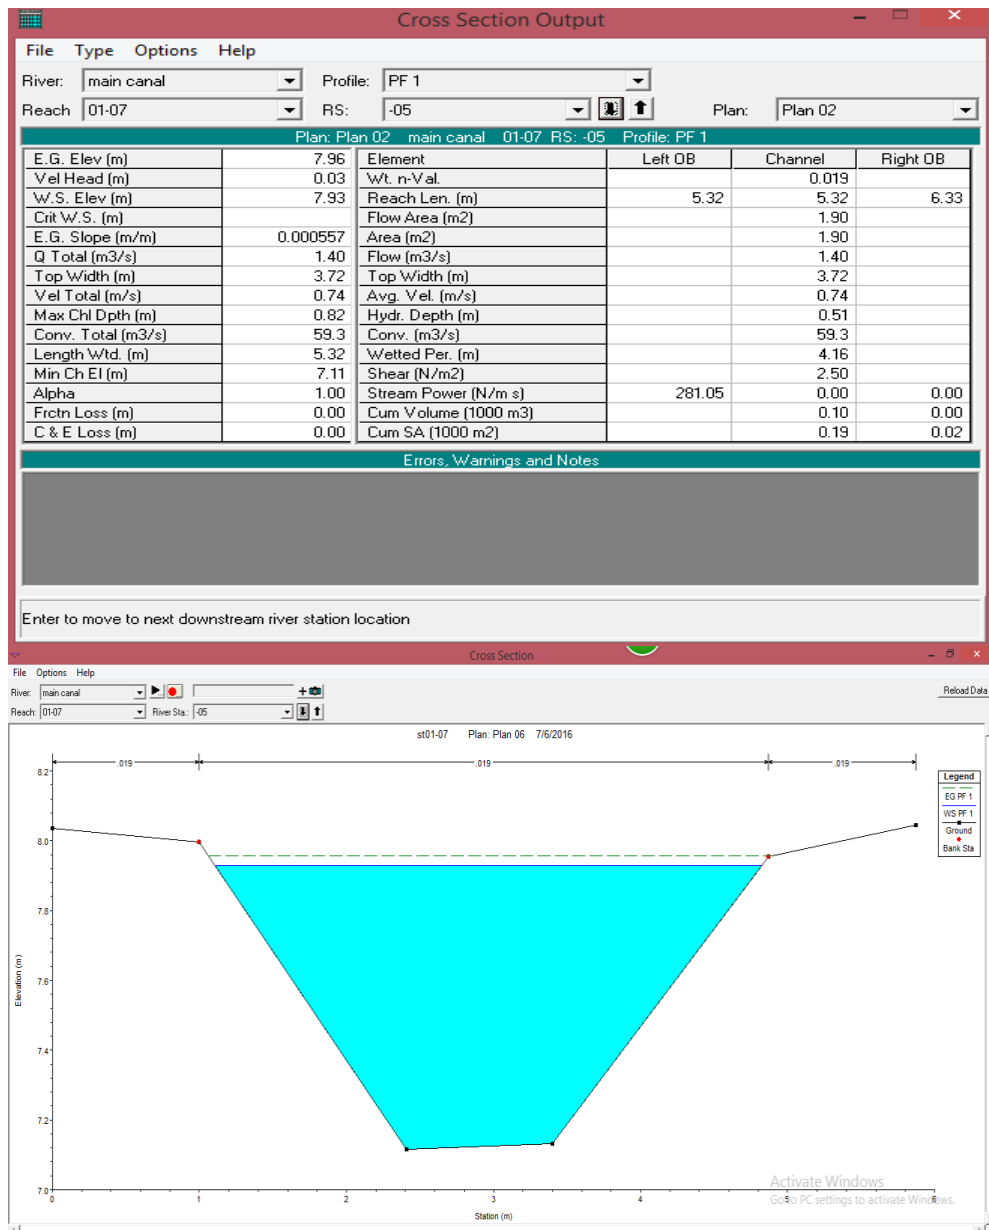 Cross Section Output
File Type Options Help
River: main canal Profile: PF 1
Reach 01-07 RS: -05 Plan: Plan 02
Plan: Plan 02 main canal 01-07 RS: -05 Profile: PF 1
E.G. Elev (m) 7.96 Element Left OB Channel Right OB
Vel Head (m) 0.03 Wt. n-Val. 0.019
W.S. Elev (m) 7.93 Reach Len. (m) 5.32 5.32 6.33
Crit W.S. (m) Flow Area (m2) 1.90
E.G. Slope (m/m) 0.000557 Area (m2) 1.90
Q Total (m3/s) 1.40 Flow (m3/s) 1.40
Top Width (m) 3.72 Top Width (m) 3.72
Vel Total (m/s) 0.74 Avg. Vel. (m/s) 0.74
Max Chl Dpth (m) 0.82 Hydr. Depth (m) 0.51
Conv. Total (m3/s) 59.3 Conv. (m3/s) 59.3
Length Wtd. (m) 5.32 Wetted Per. (m) 4.16
Min Ch El (m) 7.11 Shear (N/m2) 2.50
Alpha 1.00 Stream Power (N/m s) 281.05 0.00 0.00
Frctn Loss (m) 0.00 Cum Volume (1000 m3) 0.10 0.00
C & E Loss (m) 0.00 Cum SA (1000 m2) 0.19 0.02
Errors, Warnings and Notes
Enter to move to next downstream river station location
Cross Section
File Options Help
River: main canal
Reload Data
Reach: 01-07 River Sta.: -05
st01-07 Plan: Plan 06 7/6/2016
.019 .019 .019
8.2
8.0
7.8
7.6
7.4
7.2
7.0
Elevation (m)
Legend
EG PF 1
WS PF 1
Ground
Bank Sta
0 1 2 3 4 5 6
Station (m)
Activate Windows
Go to PC settings to activate Windows.